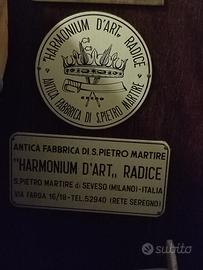 "HARMONIUM D'ART„ RADICE
ANTICA FABBRICA DI S.PIETRO MARTIRE
ANTICA FABBRICA DI S.PIETRO MARTIRE
"HARMONIUM D'ART„ RADICE
S.PIETRO MARTIRE di SEVESO (MILANO)-ITALIA
VIA FARGA 16/18-TEL.52940 (RETE SEREGNO)
subito